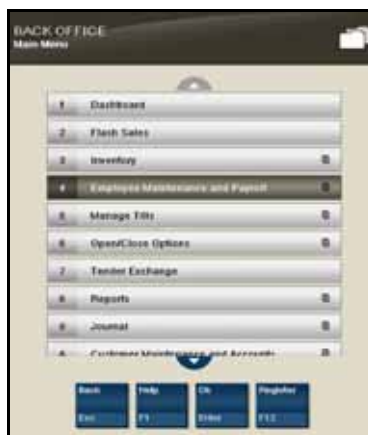 BACK OFFICE
Main Menu
1 Dashboard
2 Flash Sales
3 Inventory
4 Employee Maintenance and Payroll
5 Manage Tills
6 Open/Close Options
7 Tender Exchange
8 Reports
9 Journal
A Customer Maintenance and Accounts
Back Help Ok Register
Esc F1 Enter F12